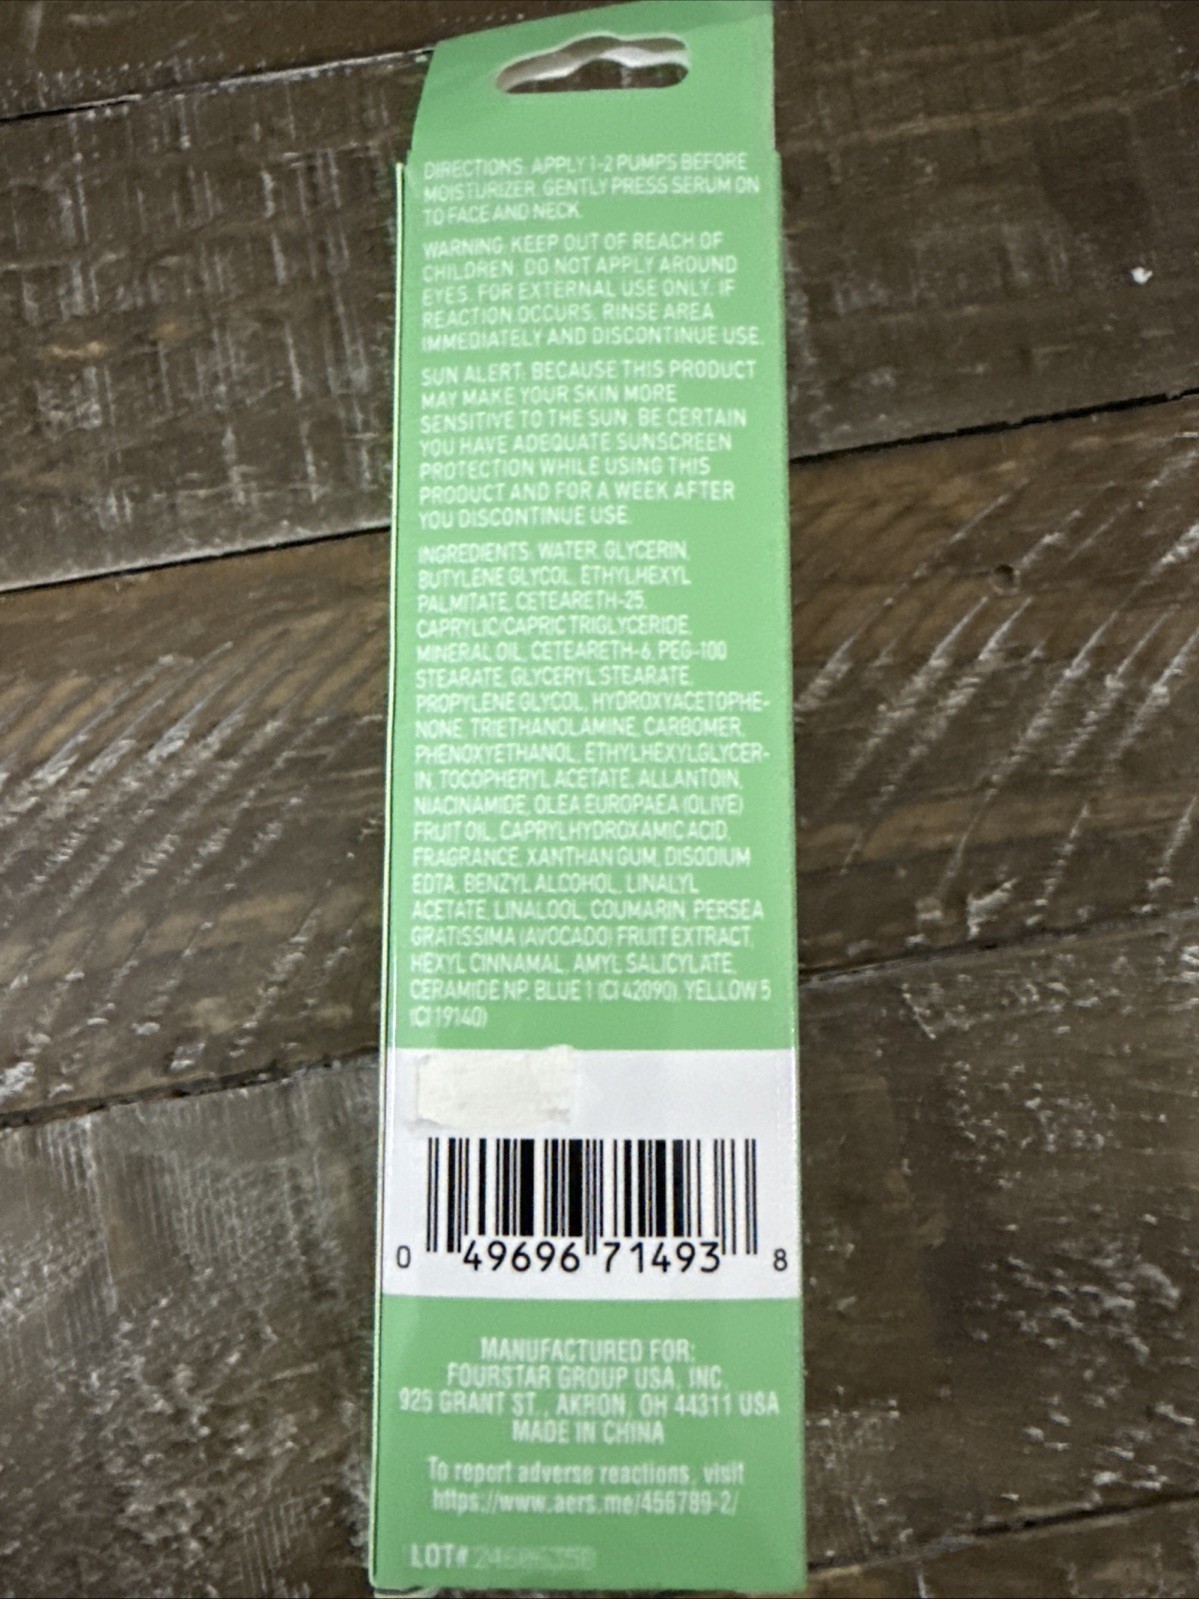 DIRECTIONS: APPLY 1-2 PUMPS BEFORE
MOISTURIZER. GENTLY PRESS SERUM ON
TO FACE AND NECK.
WARNING: KEEP OUT OF REACH OF
CHILDREN. DO NOT APPLY AROUND
EYES. FOR EXTERNAL USE ONLY. IF
REACTION OCCURS, RINSE AREA
IMMEDIATELY AND DISCONTINUE USE.
SUN ALERT: BECAUSE THIS PRODUCT
MAY MAKE YOUR SKIN MORE
SENSITIVE TO THE SUN, BE CERTAIN
YOU HAVE ADEQUATE SUNSCREEN
PROTECTION WHILE USING THIS
PRODUCT AND FOR A WEEK AFTER
YOU DISCONTINUE USE.
INGREDIENTS: WATER, GLYCERIN,
BUTYLENE GLYCOL, ETHYLHEXYL
PALMITATE, CETEARETH-25,
CAPRYLIC/CAPRIC TRIGLYCERIDE,
MINERAL OIL, CETEARETH-6, PEG-100
STEARATE, GLYCERYL STEARATE,
PROPYLENE GLYCOL, HYDROXYACETOPHE-
NONE, TRIETHANOLAMINE, CARBOMER,
PHENOXYETHANOL, ETHYLHEXYLGLYCER-
IN, TOCOPHERYL ACETATE, ALLANTOIN,
NIACINAMIDE, OLEA EUROPAEA (OLIVE)
FRUIT OIL, CAPRYLHYDROXAMIC ACID,
FRAGRANCE, XANTHAN GUM, DISODIUM
EDTA, BENZYL ALCOHOL, LINALYL
ACETATE, LINALOOL, COUMARIN, PERSEA
GRATISSIMA (AVOCADO) FRUIT EXTRACT,
HEXYL CINNAMAL, AMYL SALICYLATE,
CERAMIDE NP, BLUE 1 (CI 42090), YELLOW 5
(CI 19140)
0 49696 71493 8
MANUFACTURED FOR:
FOURSTAR GROUP USA, INC.
925 GRANT ST., AKRON, OH 44311 USA
MADE IN CHINA
To report adverse reactions, visit
https://www.aers.me/456789-2/
LOT#